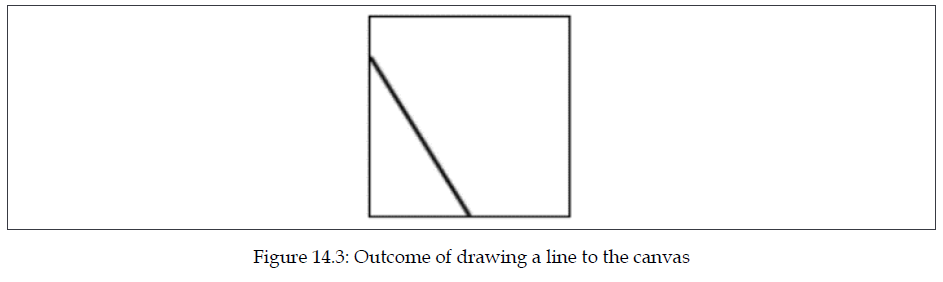 Figure 14.3: Outcome of drawing a line to the canvas